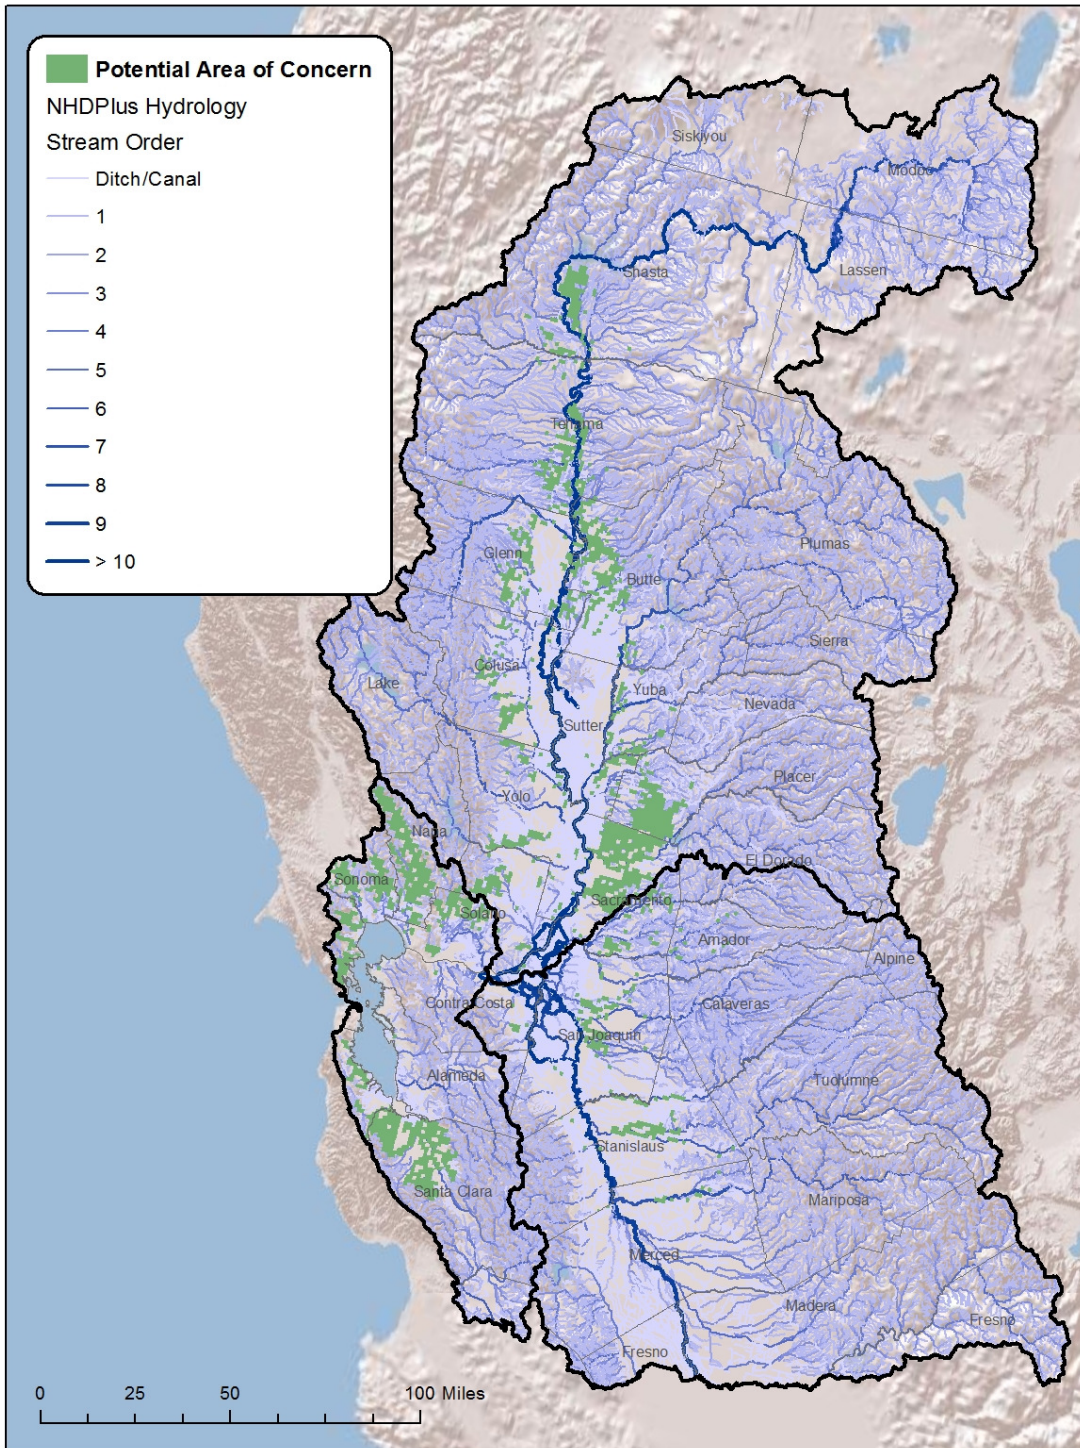 Potential Area of Concern
NHDPlus Hydrology
Stream Order
Ditch/Canal
1
2
3
4
5
6
7
8
9
> 10
Siskiyou
Modoc
Shasta
Lassen
Tehama
Plumas
Glenn
Butte
Sierra
Colusa
Lake
Yuba
Nevada
Sutter
Placer
Yolo
Napa
El Dorado
Sonoma
Sacramento
Solano
Amador
Alpine
Contra Costa
Calaveras
San Joaquin
Alameda
Tuolumne
Stanislaus
Santa Clara
Mariposa
Merced
Madera
Fresno
Fresno
0 25 50 100 Miles